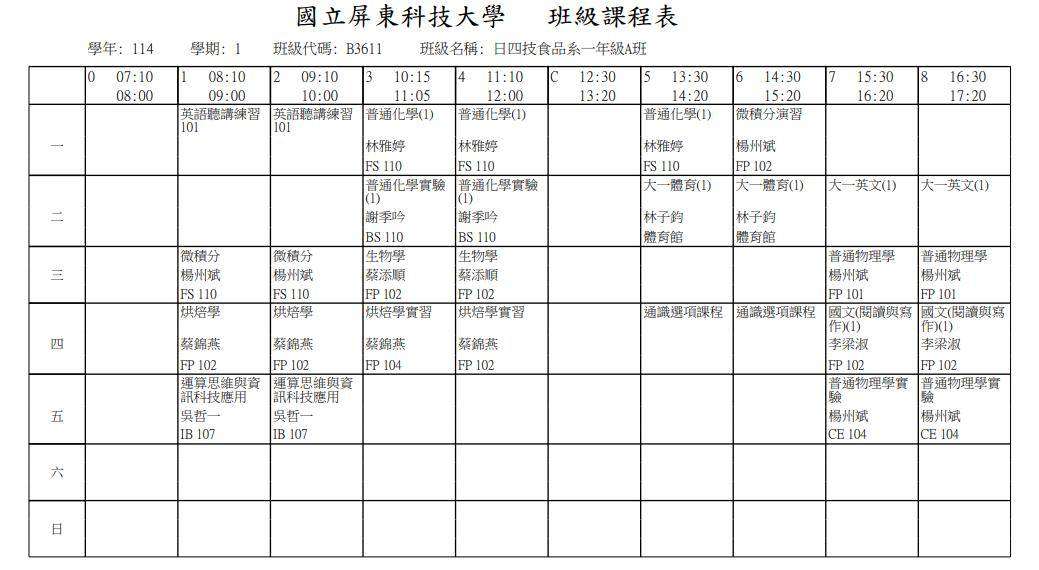 國立屏東科技大學 班級課程表
學年: 114 學期: 1 班級代碼: B3611 班級名稱: 日四技食品系一年級A班
0 07:10 1 08:10 2 09:10 3 10:15 4 11:10 C 12:30 5 13:30 6 14:30 7 15:30 8 16:30
08:00 09:00 10:00 11:05 12:00 13:20 14:20 15:20 16:20 17:20
英語聽講練習 英語聽講練習 普通化學(1) 普通化學(1) 普通化學(1) 微積分演習
101 101
一 林雅婷 林雅婷 林雅婷 楊州斌
FS 110 FS 110 FS 110 FP 102
普通化學實驗 普通化學實驗 大一體育(1) 大一體育(1) 大一英文(1) 大一英文(1)
(1) (1)
二 謝季吟 謝季吟 林子鈞 林子鈞
BS 110 BS 110 體育館 體育館
微積分 微積分 生物學 生物學 普通物理學 普通物理學
三 楊州斌 楊州斌 蔡添順 蔡添順 楊州斌 楊州斌
FS 110 FS 110 FP 102 FP 102 FP 101 FP 101
烘焙學 烘焙學 烘焙學實習 烘焙學實習 通識選項課程 通識選項課程 國文(閱讀與寫 國文(閱讀與寫
作)(1) 作)(1)
四 蔡錦燕 蔡錦燕 蔡錦燕 蔡錦燕 李梁淑 李梁淑
FP 102 FP 102 FP 104 FP 102 FP 102 FP 102
運算思維與資 運算思維與資 普通物理學實 普通物理學實
訊科技應用 訊科技應用 驗 驗
五 吳哲一 吳哲一 楊州斌 楊州斌
IB 107 IB 107 CE 104 CE 104
六
日